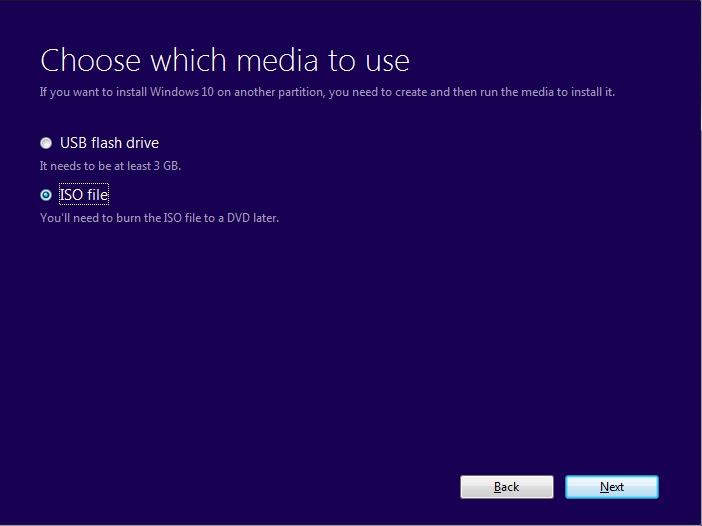 Choose which media to use
If you want to install Windows 10 on another partition, you need to create and then run the media to install it.
USB flash drive
It needs to be at least 3 GB.
ISO file
You'll need to burn the ISO file to a DVD later.
Back
Next